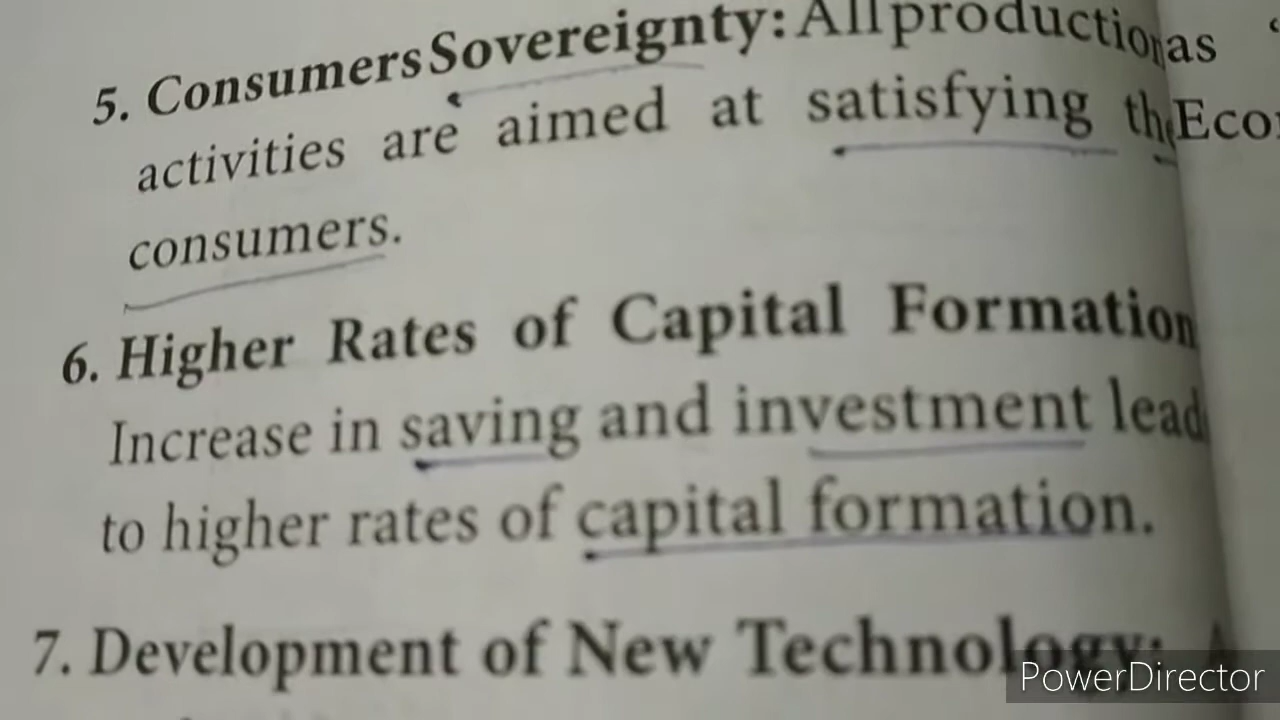 5. Consumers Sovereignty: All production
activities are aimed at satisfying the
consumers.
6. Higher Rates of Capital Formation
Increase in saving and investment lead
to higher rates of capital formation.
7. Development of New Technology:
as
PowerDirector